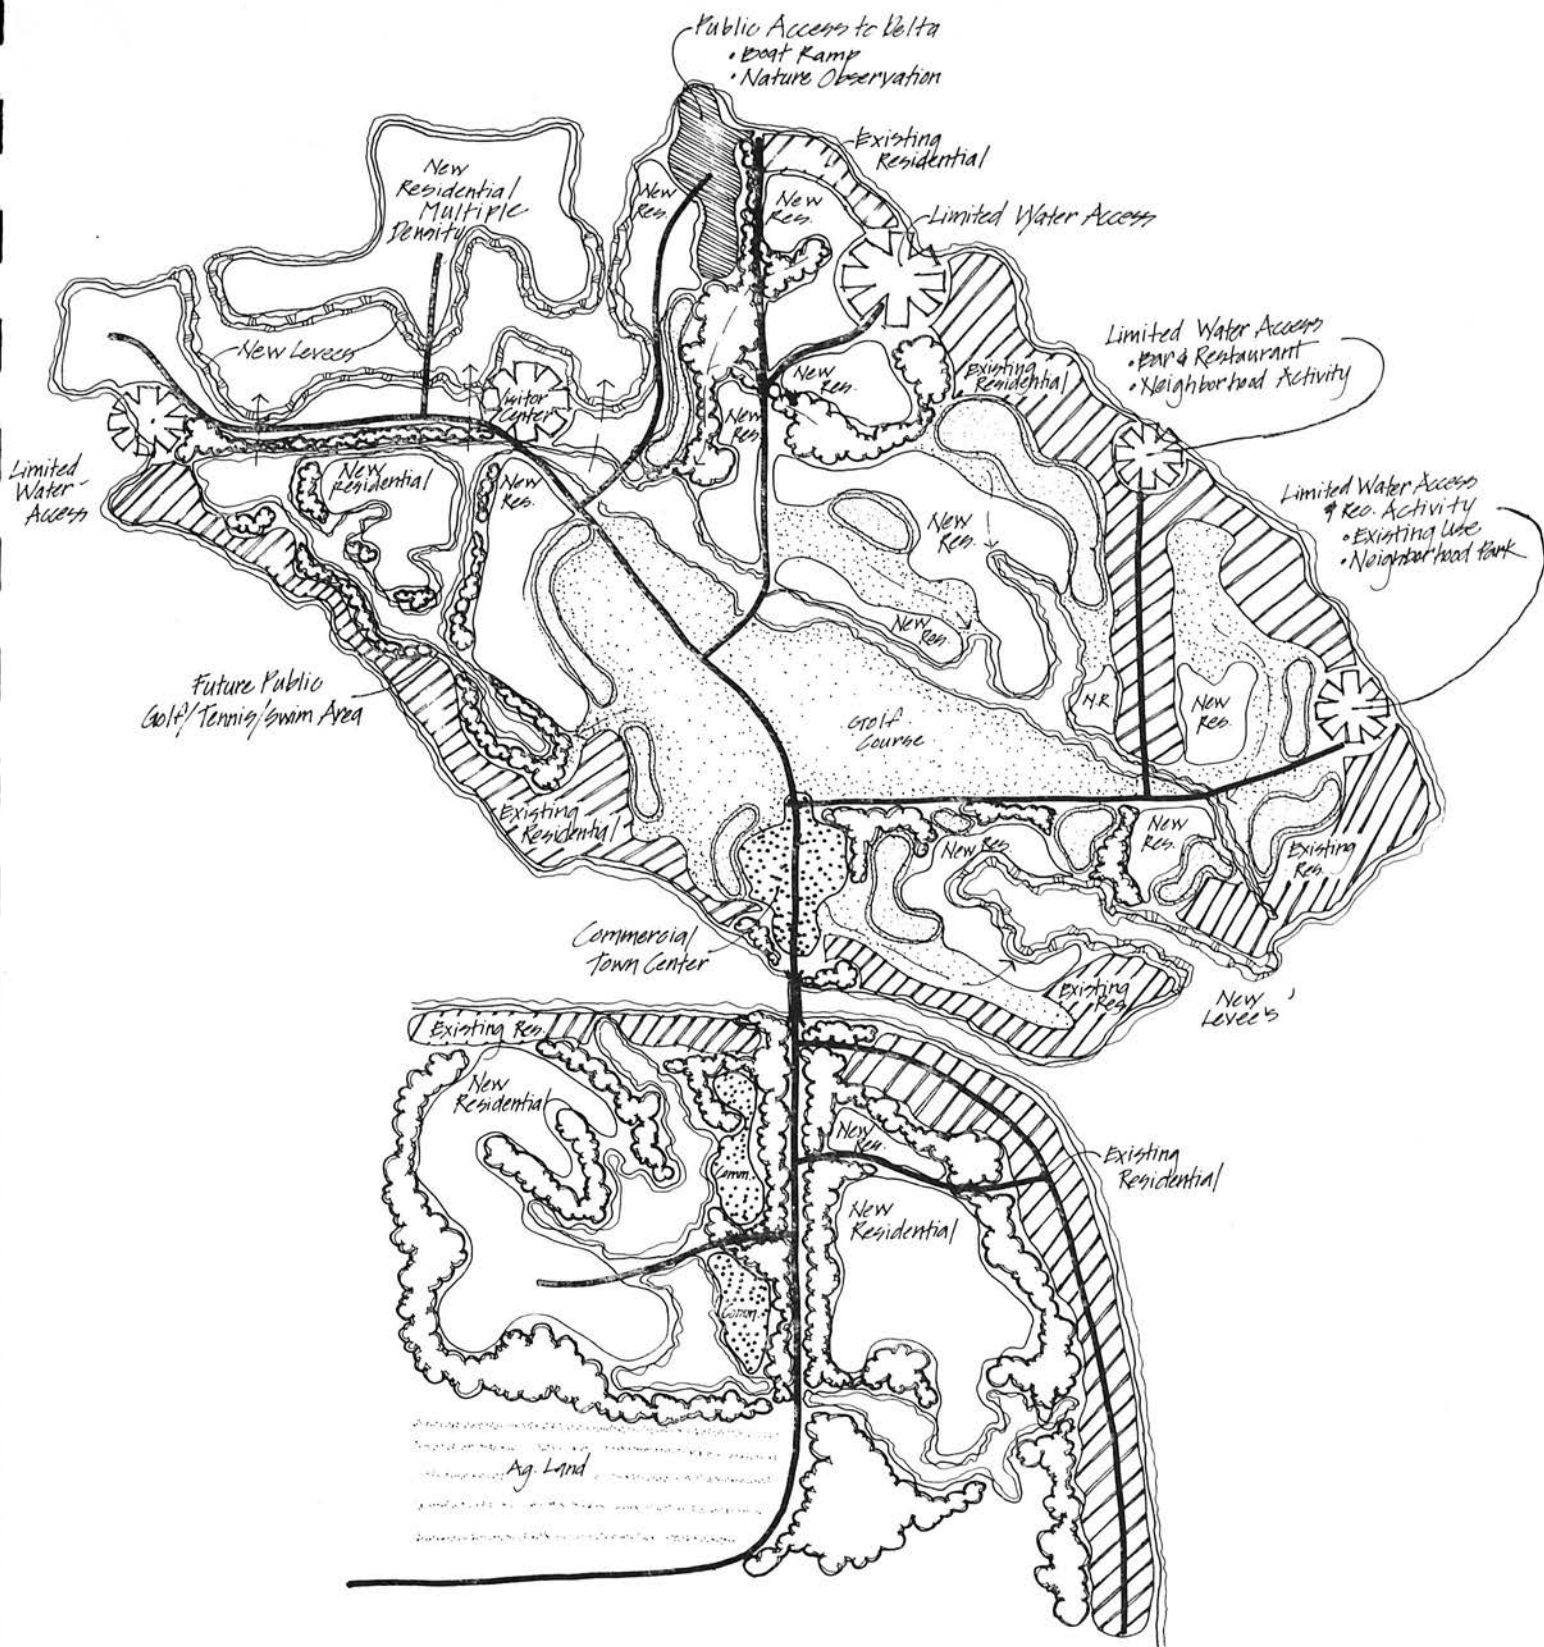 Public Access to Delta
• Boat Ramp
• Nature Observation
Existing
Residential
New
Residential
Multiple
Density
New
Res.
New
Res.
Limited Water Access
New Levees
Visitor
Center
New
Res.
Existing
Residential
Limited Water Access
• Bar & Restaurant
• Neighborhood Activity
New
Res.
Limited
Water
Access
New
Residential
New
Res.
New
Res.
Limited Water Access
& Rec. Activity
• Existing Use
• Neighborhood Park
New
Res.
Future Public
Golf/Tennis/Swim Area
N.R
New
Res.
Golf
Course
Existing
Residential
New Res.
New
Res.
Existing
Res.
Commercial
Town Center
Existing
Res.
New
Levee's
Existing Res.
New
Residential
New
Res.
Comm.
Existing
Residential
New
Residential
Comm.
Ag. Land